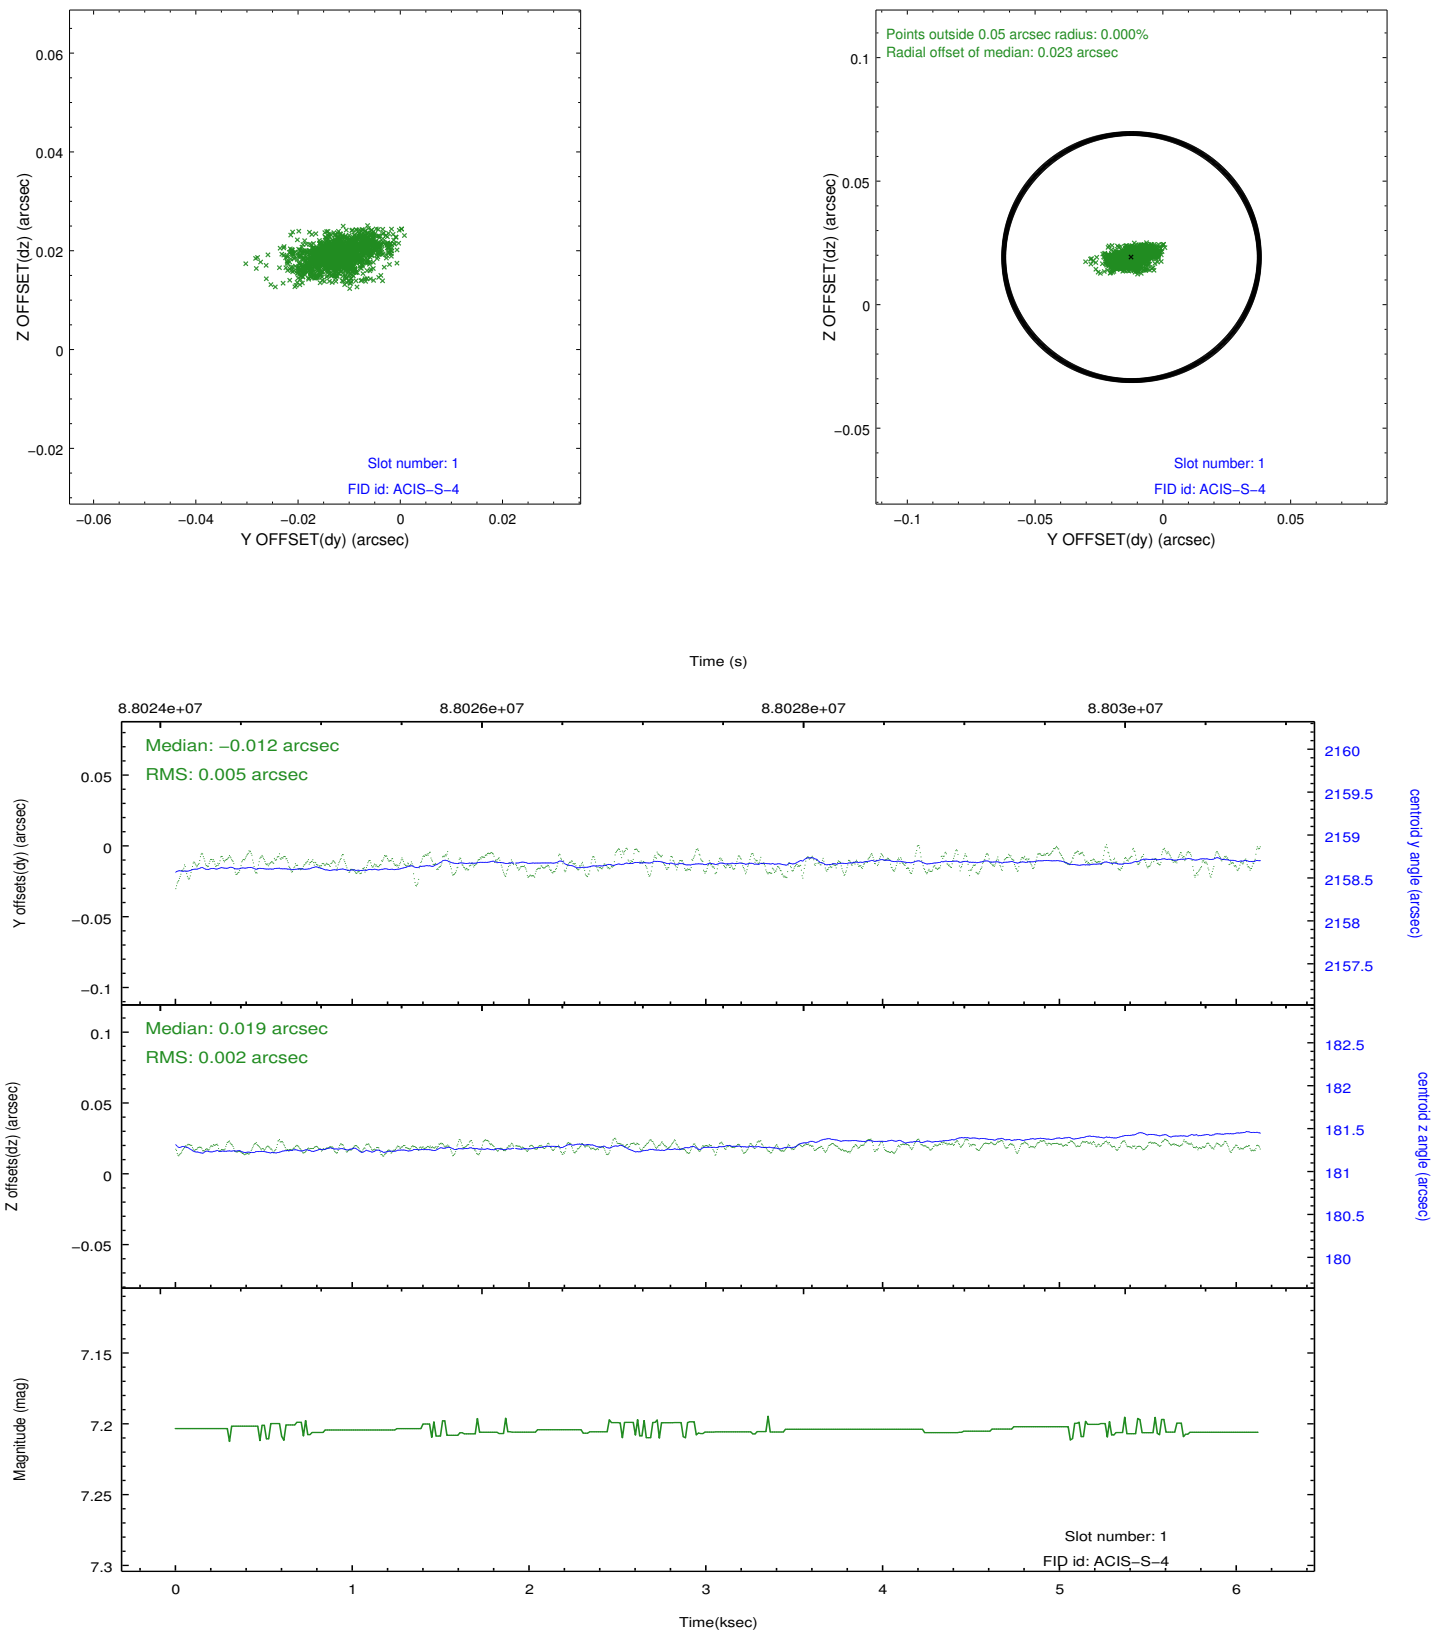 0.06
0.04
0.02
0
−0.02
Z OFFSET(dz) (arcsec)
Slot number: 1
FID id: ACIS−S−4
−0.06
−0.04
−0.02
0
0.02
Y OFFSET(dy) (arcsec)
Points outside 0.05 arcsec radius: 0.000%
Radial offset of median: 0.023 arcsec
0.1
0.05
0
−0.05
Z OFFSET(dz) (arcsec)
Slot number: 1
FID id: ACIS−S−4
−0.1
−0.05
0
0.05
Y OFFSET(dy) (arcsec)
Time (s)
8.8024e+07
8.8026e+07
8.8028e+07
8.803e+07
Median: −0.012 arcsec
RMS: 0.005 arcsec
0.05
0
−0.05
−0.1
Y offsets(dy) (arcsec)
2160
2159.5
2159
2158.5
2158
2157.5
centroid y angle (arcsec)
Median: 0.019 arcsec
RMS: 0.002 arcsec
0.1
0.05
0
−0.05
Z offsets(dz) (arcsec)
182.5
182
181.5
181
180.5
180
centroid z angle (arcsec)
7.15
7.2
7.25
7.3
Magnitude (mag)
Slot number: 1
FID id: ACIS−S−4
0
1
2
3
4
5
6
Time(ksec)